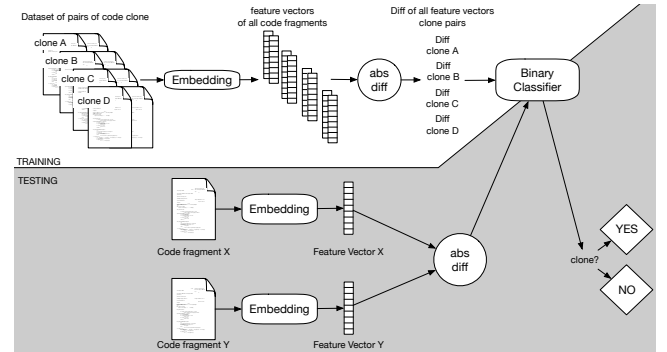 Dataset of pairs of code clone
clone A
clone B
clone C
clone D
Embedding
feature vectors
of all code fragments
abs
diff
Diff of all feature vectors
clone pairs
Diff
clone A
Diff
clone B
Diff
clone C
Diff
clone D
Binary
Classifier
TRAINING
TESTING
Code fragment X
Embedding
Feature Vector X
Code fragment Y
Embedding
Feature Vector Y
abs
diff
clone?
YES
NO